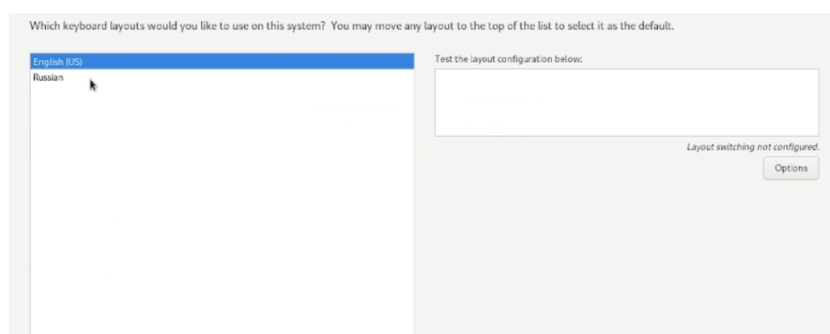 Which keyboard layouts would you like to use on this system? You may move any layout to the top of the list to select it as the default.
English (US)
Russian
Test the layout configuration below:
Layout switching not configured.
Options